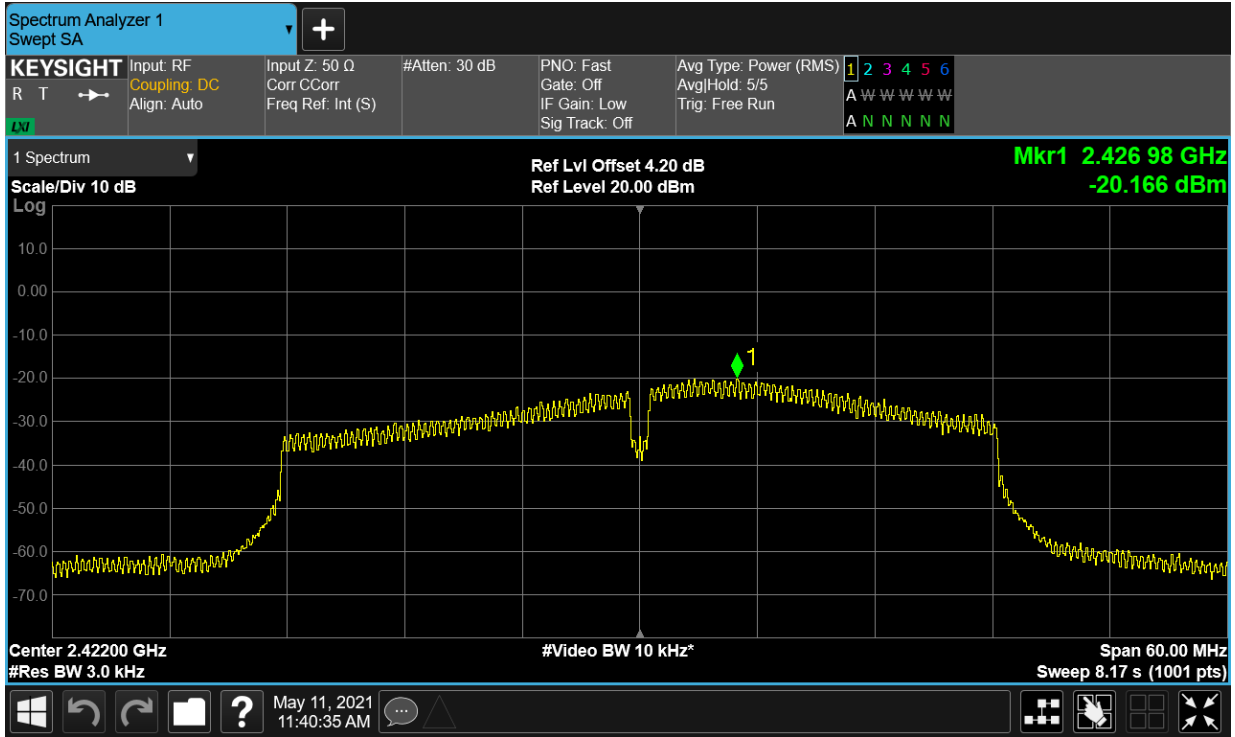 Spectrum Analyzer 1
Swept SA
+
KEYSIGHT
R T
LXI
Input: RF
Coupling: DC
Align: Auto
Input Z: 50 Ω
Corr CCorr
Freq Ref: Int (S)
#Atten: 30 dB
PNO: Fast
Gate: Off
IF Gain: Low
Sig Track: Off
Avg Type: Power (RMS)
Avg|Hold: 5/5
Trig: Free Run
1 2 3 4 5 6
A W W W W W
A N N N N N
1 Spectrum
Scale/Div 10 dB
Log
Ref Lvl Offset 4.20 dB
Ref Level 20.00 dBm
Mkr1 2.426 98 GHz
-20.166 dBm
10.0
0.00
-10.0
-20.0
-30.0
-40.0
-50.0
-60.0
-70.0
1
Center 2.42200 GHz
#Res BW 3.0 kHz
#Video BW 10 kHz*
Span 60.00 MHz
Sweep 8.17 s (1001 pts)
?
May 11, 2021
11:40:35 AM